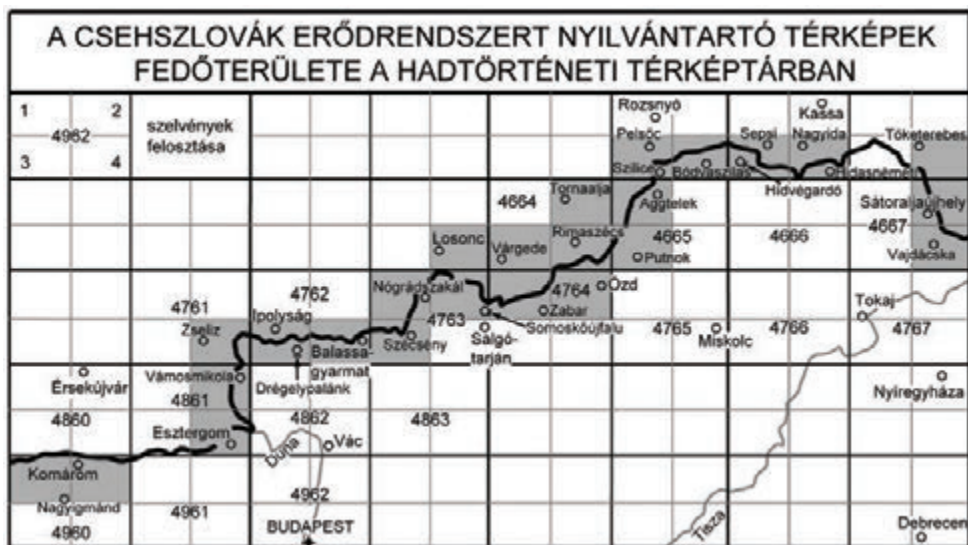 A CSEHSZLOVÁK ERŐDRENDSZERT NYILVÁNTARTÓ TÉRKÉPEK
FEDŐTERÜLETE A HADTÖRTÉNETI TÉRKÉPTÁRBAN
1 2
4962
3 4
szelvények
felosztása
Rozsnyó
Kassa
Pelsőc
Sepsi
Nagyida
Tőketerebes
Szilice
Bódvaszilas
Hidvégardó
Hidasnémeti
Tornaalja
Aggtelek
4664
Sátoraljaújhely
Losonc
Várgede
Rimaszécs
4665
4666
4667
Putnok
Vajdácska
Nógrádszakál
4764
Ózd
4761
4762
Ipolyság
4763
Zabar
Tokaj
Zseliz
Szécsény
Somoskőújfalu
4765
4766
4767
Balassa-
gyarmat
Salgó-
tarján
Miskolc
Érsekújvár
Vámosmikola
Drégelypalánk
Nyíregyháza
4860
4861
4862
4863
Esztergom
Duna
Vác
Komárom
Nagyigmánd
4961
4962
4960
BUDAPEST
Tisza
Debrecen